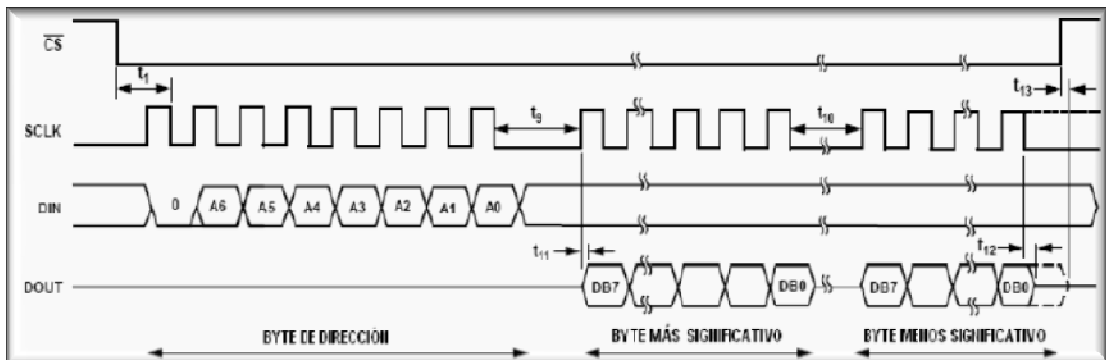 CS
t1
t13
SCLK
t9
t10
DIN
0 A6 A5 A4 A3 A2 A1 A0
t11
t12
DOUT
DB7 DB0 DB7 DB0
BYTE DE DIRECCIÓN
BYTE MÁS SIGNIFICATIVO
BYTE MENOS SIGNIFICATIVO